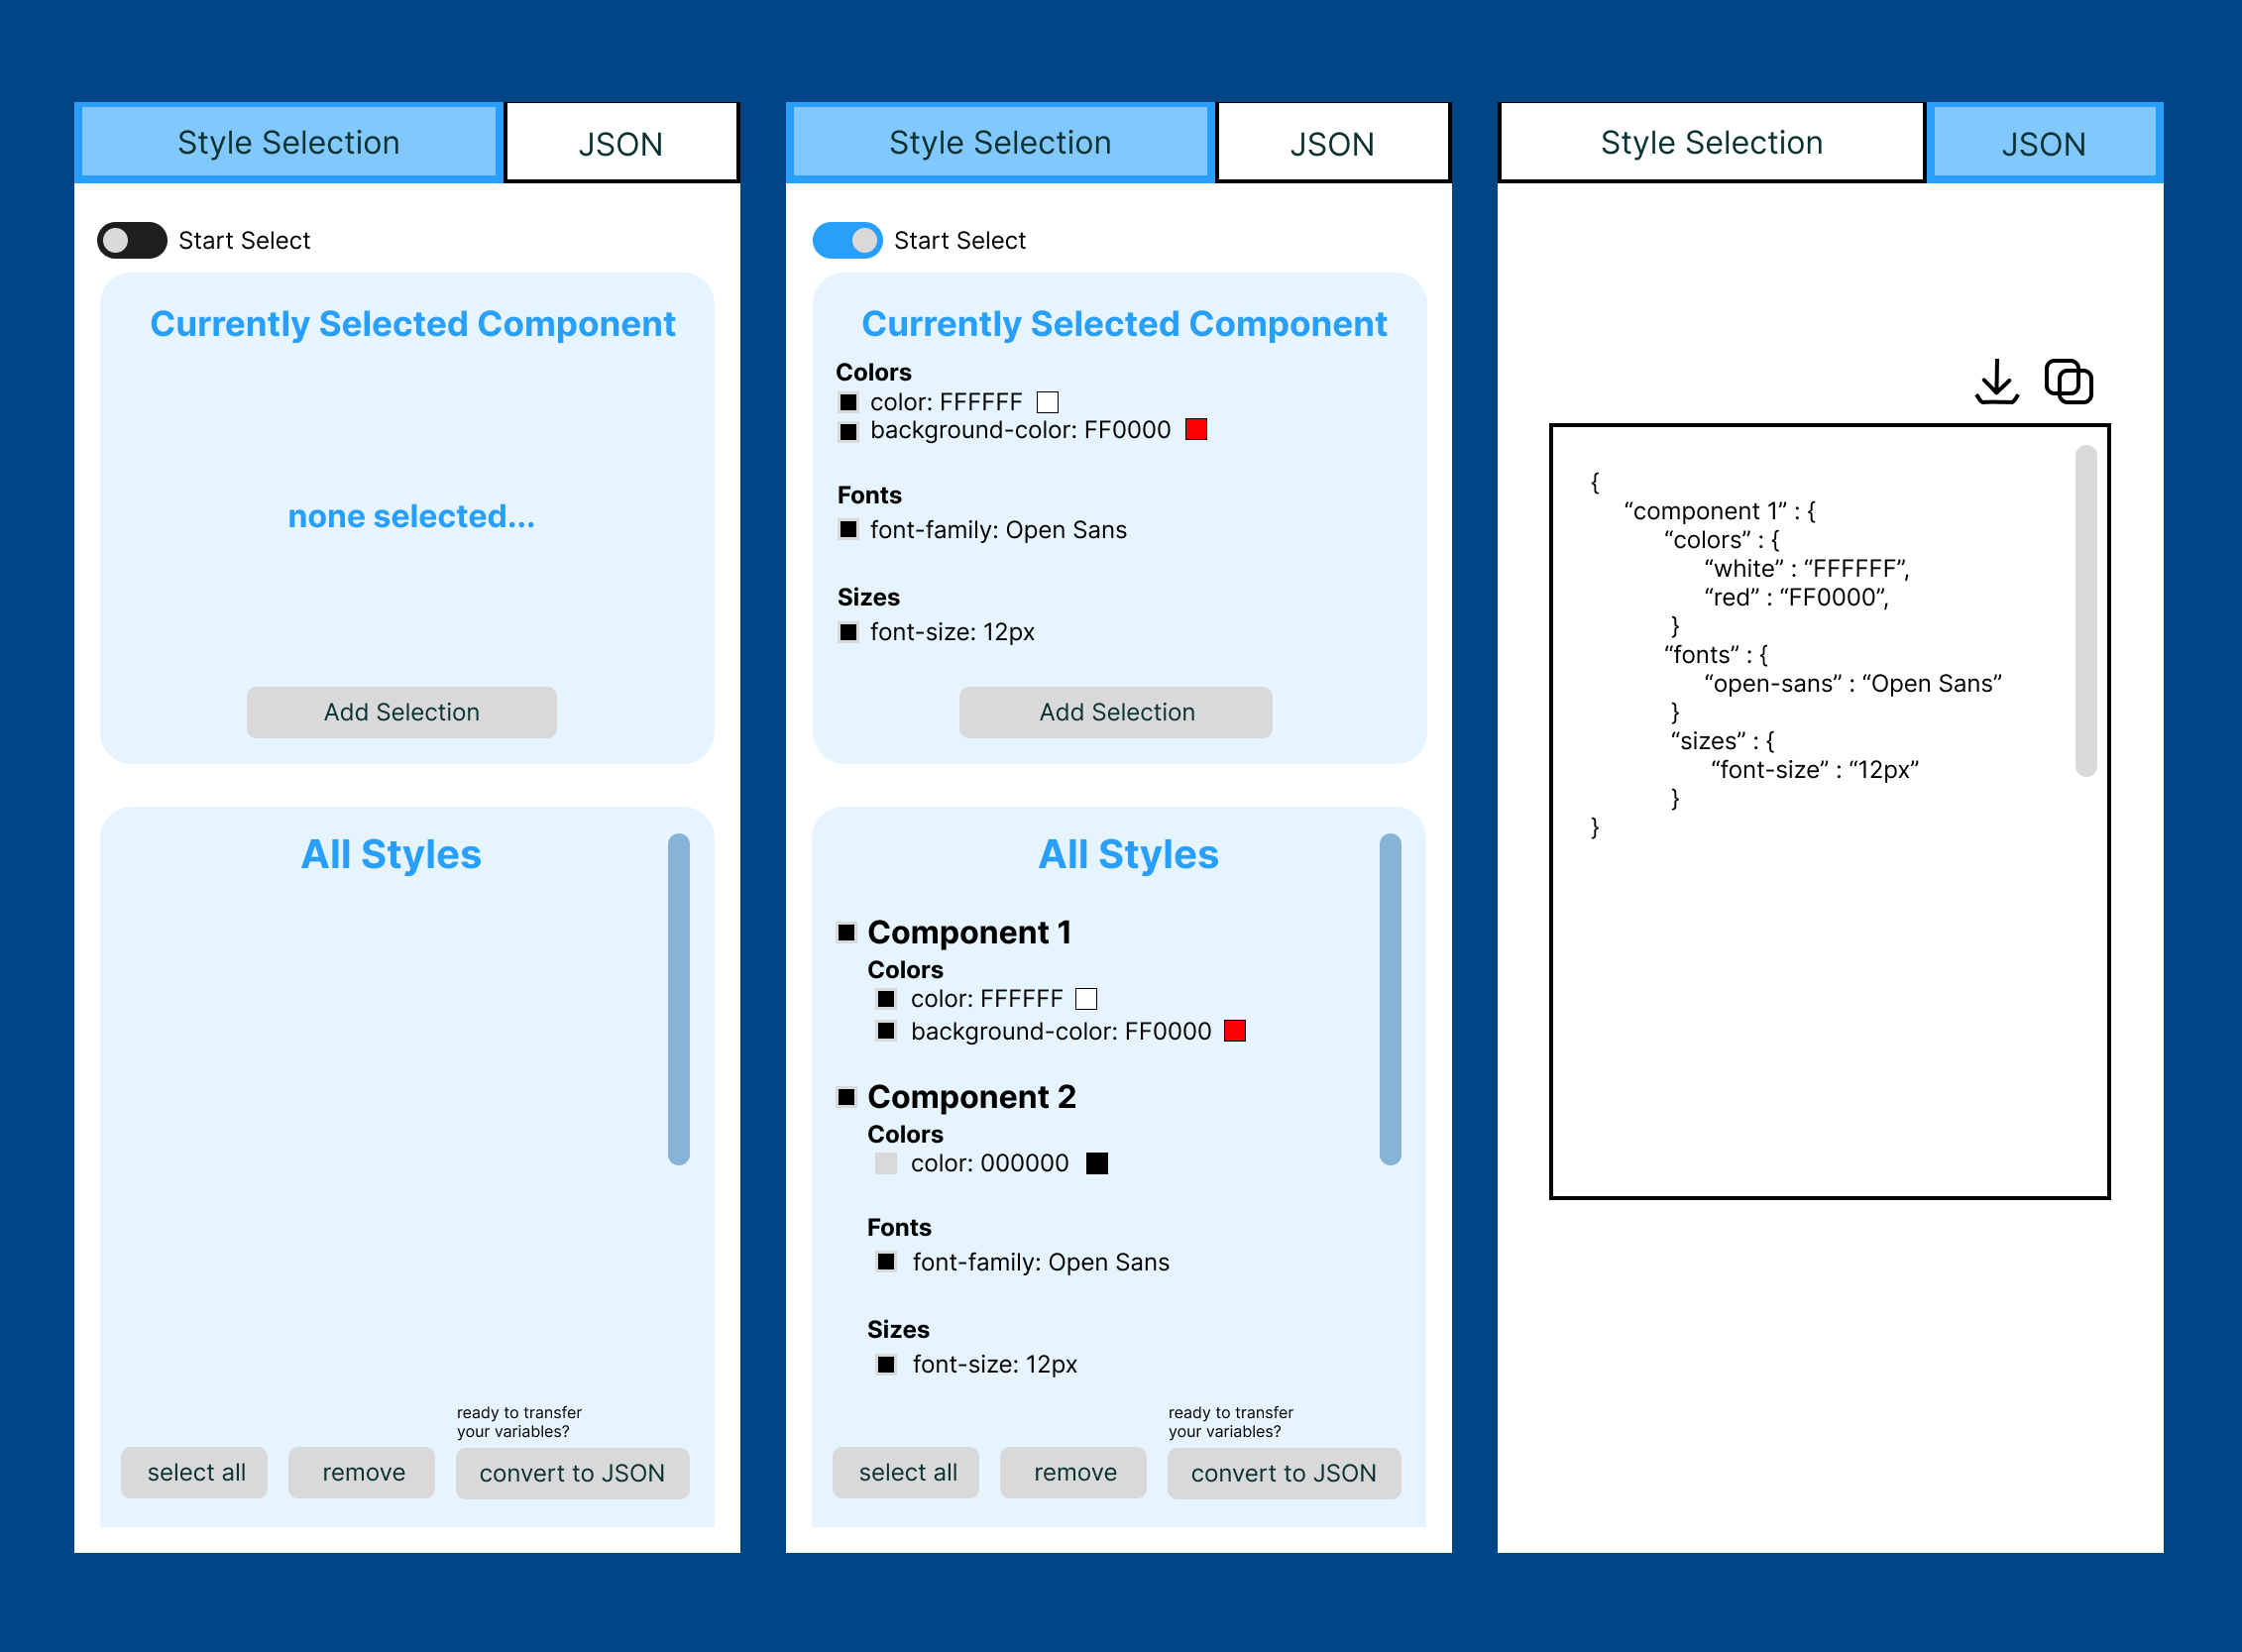 Style Selection
JSON
Start Select
Currently Selected Component
none selected...
Add Selection
All Styles
ready to transfer
your variables?
select all
remove
convert to JSON
Style Selection
JSON
Start Select
Currently Selected Component
Colors
color: FFFFFF
background-color: FF0000
Fonts
font-family: Open Sans
Sizes
font-size: 12px
Add Selection
All Styles
Component 1
Colors
color: FFFFFF
background-color: FF0000
Component 2
Colors
color: 000000
Fonts
font-family: Open Sans
Sizes
font-size: 12px
ready to transfer
your variables?
select all
remove
convert to JSON
Style Selection
JSON
{
“component 1” : {
“colors” : {
“white” : “FFFFFF”,
“red” : “FF0000”,
}
“fonts” : {
“open-sans” : “Open Sans”
}
“sizes” : {
“font-size” : “12px”
}
}